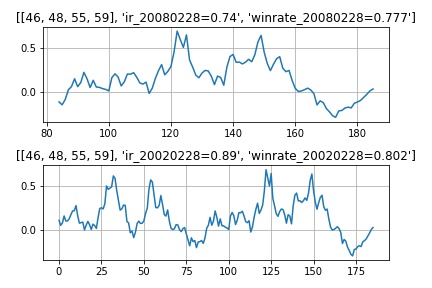 [[46, 48, 55, 59], 'ir_20080228=0.74', 'winrate_20080228=0.777']
0.5
0.0
80 100 120 140 160 180
[[46, 48, 55, 59], 'ir_20020228=0.89', 'winrate_20020228=0.802']
0.5
0.0
0 25 50 75 100 125 150 175